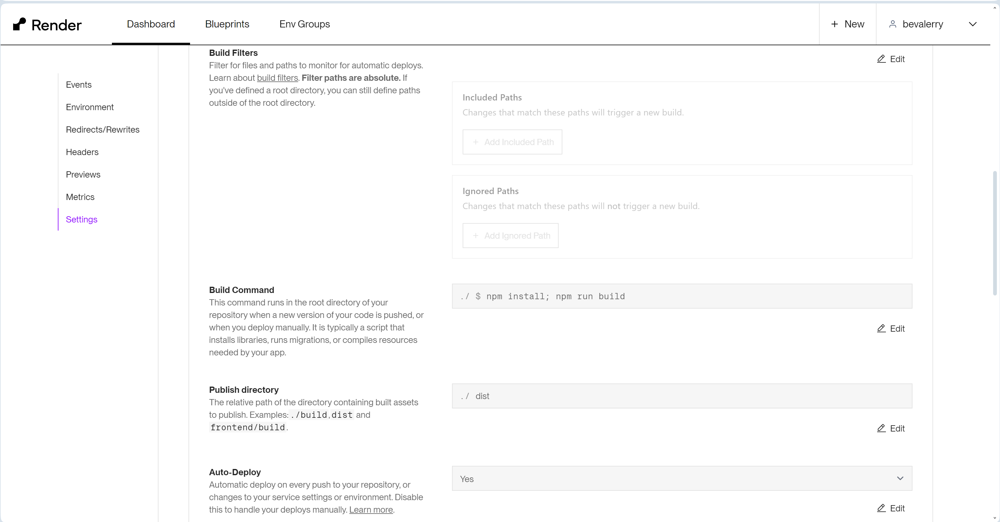 Render
Dashboard
Blueprints
Env Groups
+ New
bevalerry
Events
Environment
Redirects/Rewrites
Headers
Previews
Metrics
Settings
Build Filters
Filter for files and paths to monitor for automatic deploys.
Learn about build filters. Filter paths are absolute. If
you've defined a root directory, you can still define paths
outside of the root directory.
Edit
Included Paths
Changes that match these paths will trigger a new build.
+ Add Included Path
Ignored Paths
Changes that match these paths will not trigger a new build.
+ Add Ignored Path
Build Command
This command runs in the root directory of your
repository when a new version of your code is pushed, or
when you deploy manually. It is typically a script that
installs libraries, runs migrations, or compiles resources
needed by your app.
./ $ npm install; npm run build
Edit
Publish directory
The relative path of the directory containing built assets
to publish. Examples: ./build, dist and
frontend/build.
./ dist
Edit
Auto-Deploy
Automatic deploy on every push to your repository, or
changes to your service settings or environment. Disable
this to handle your deploys manually. Learn more.
Yes
Edit